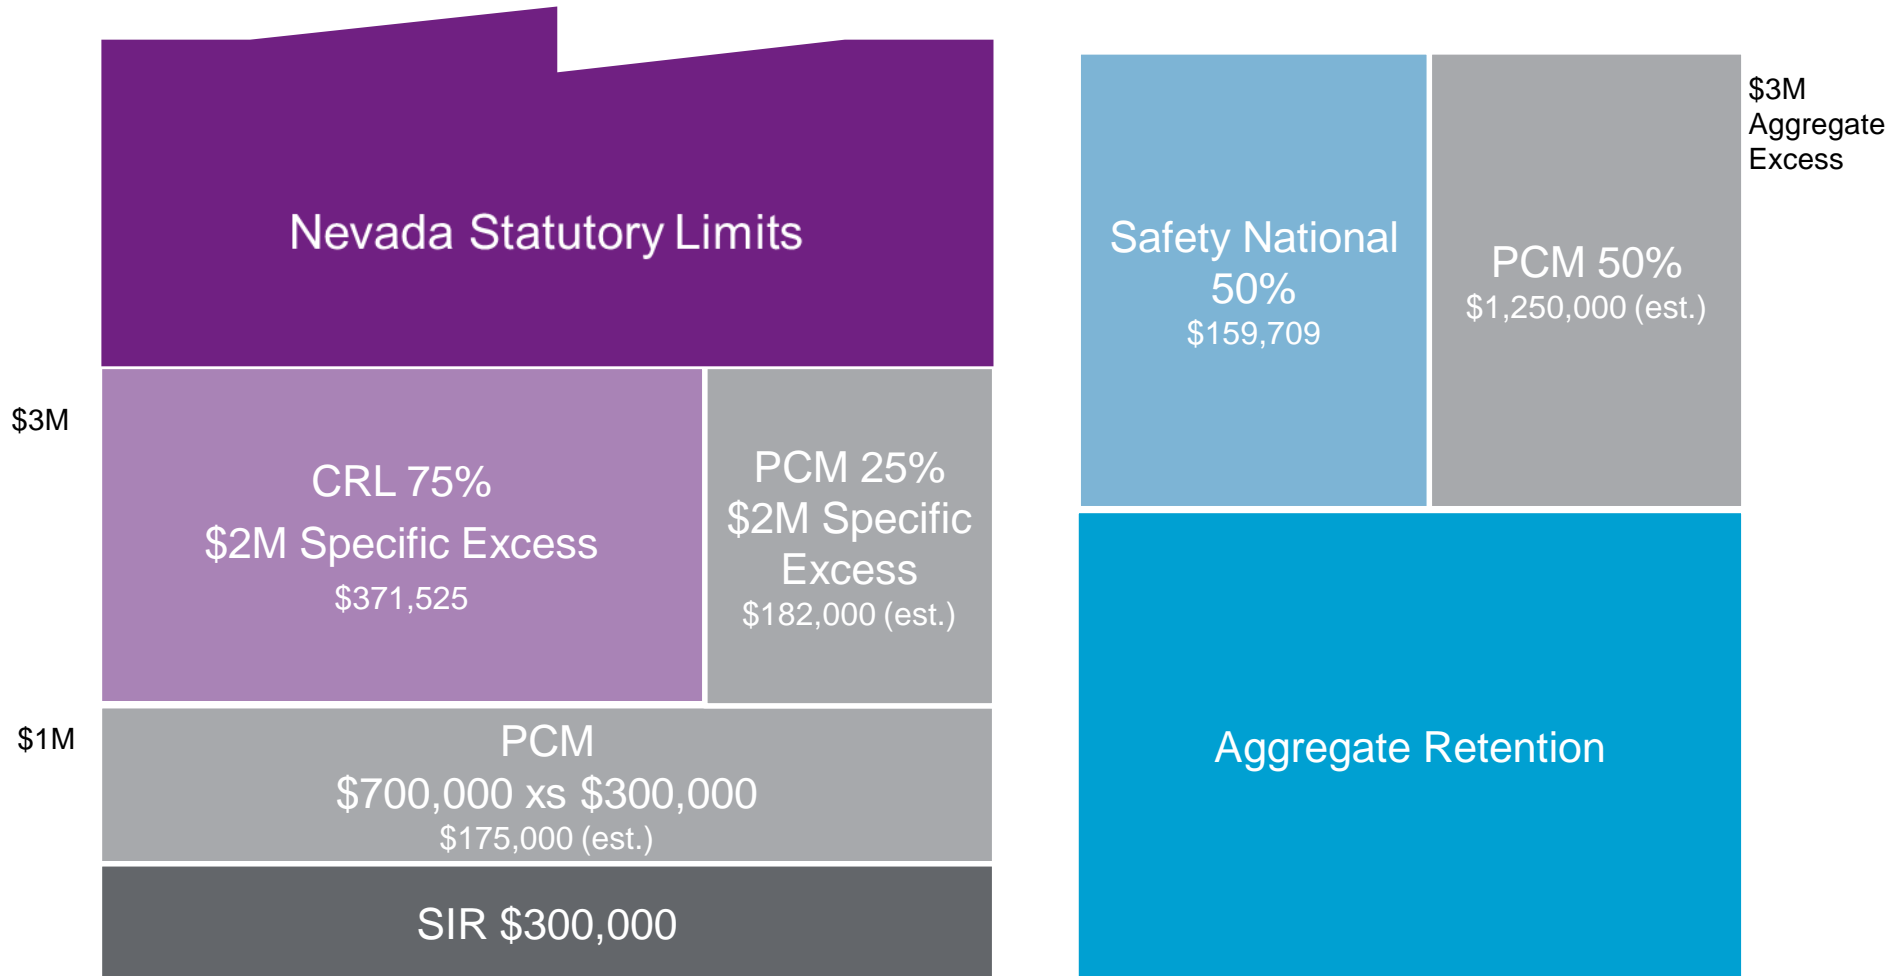 Nevada Statutory Limits
$3M
CRL 75%
$2M Specific Excess
$371,525
PCM 25%
$2M Specific
Excess
$182,000 (est.)
$1M
PCM
$700,000 xs $300,000
$175,000 (est.)
SIR $300,000
Safety National
50%
$159,709
PCM 50%
$1,250,000 (est.)
$3M
Aggregate
Excess
Aggregate Retention